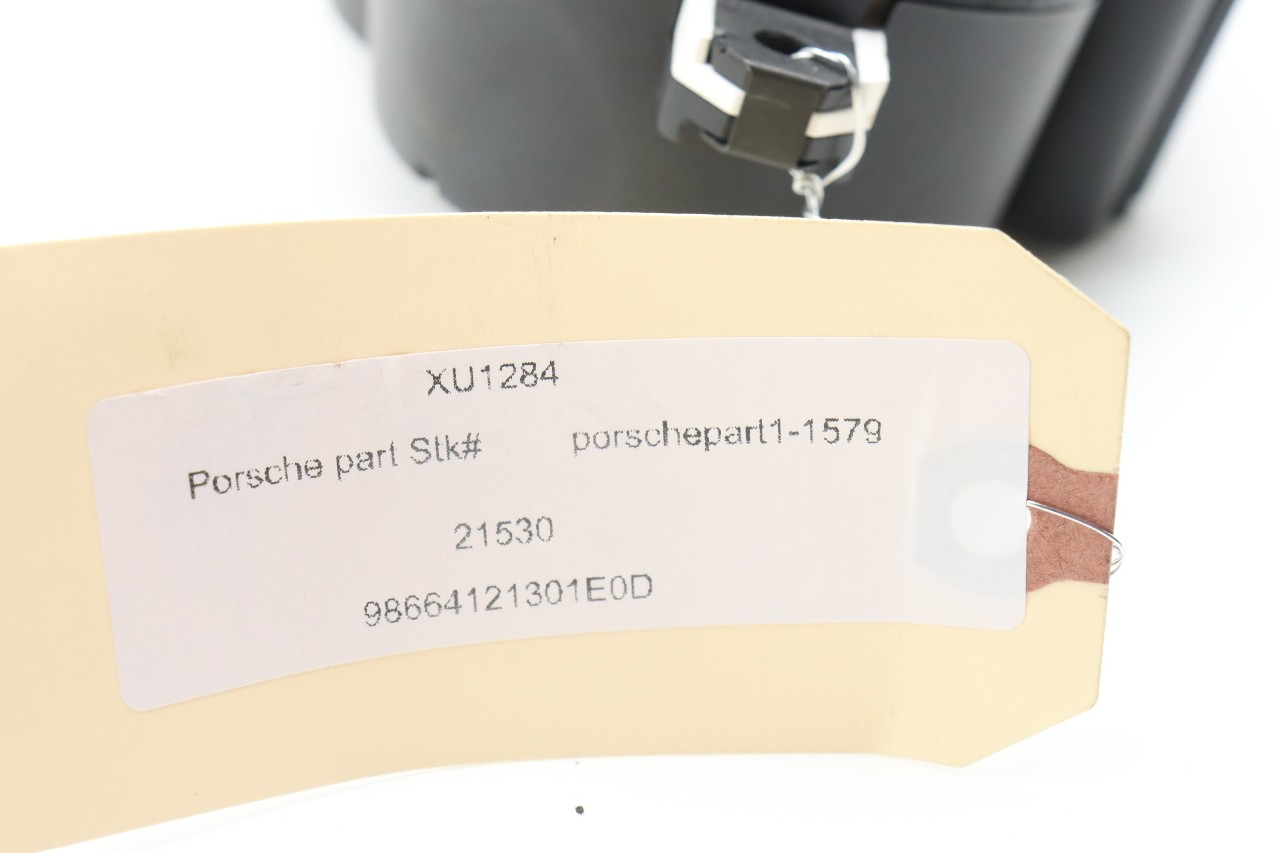 XU1284
Porsche part Stk# porschepart1-1579
21530
98664121301E0D